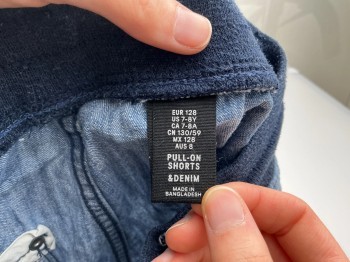 EUR 128
US 7-8Y
CA 7-8A
CN 130/59
MX 128
AUS 8
PULL-ON
SHORTS
&DENIM
MADE IN
BANGLADESH